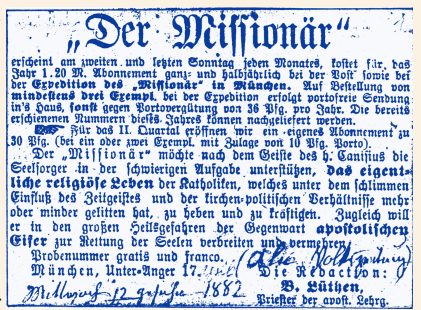 „Der Missionär“
erscheint am zweiten und letzten Sonntag jeden Monates, kostet für das
Jahr 1.20 M. Abonnement ganz- und halbjährlich bei der Post sowie bei
der Expedition des „Missionär“ in München. Auf Bestellung von
mindestens drei Exempl. bei der Expedition erfolgt portofreie Sendung
in's Haus, sonst gegen Portovergütung von 36 Pfg. pro Jahr. Die bereits
erschienenen Nummern dieses Jahres können nachgeliefert werden.
Für das II. Quartal eröffnen wir ein eigenes Abonnement zu
30 Pfg. (bei ein oder zwei Exempl. mit Zulage von 10 Pfg. Porto).
Der „Missionär“ möchte nach dem Geiste des h. Canisius die
Seelsorger in der schwierigen Aufgabe unterstützen, das eigent-
liche religiöse Leben der Katholiken, welches unter dem schlimmen
Einfluß des Zeitgeistes und der kirchen-politischen Verhältnisse mehr
oder minder gelitten hat, zu heben und zu kräftigen. Zugleich will
er in den großen Heilsgefahren der Gegenwart apostolischen
Eifer zur Rettung der Seelen verbreiten und vermehren.
Probenummer gratis und franco.
München, Unter-Anger 17. Die Redaction:
12 1882 B. Lüthen,
Priester der apost. Lehrg.